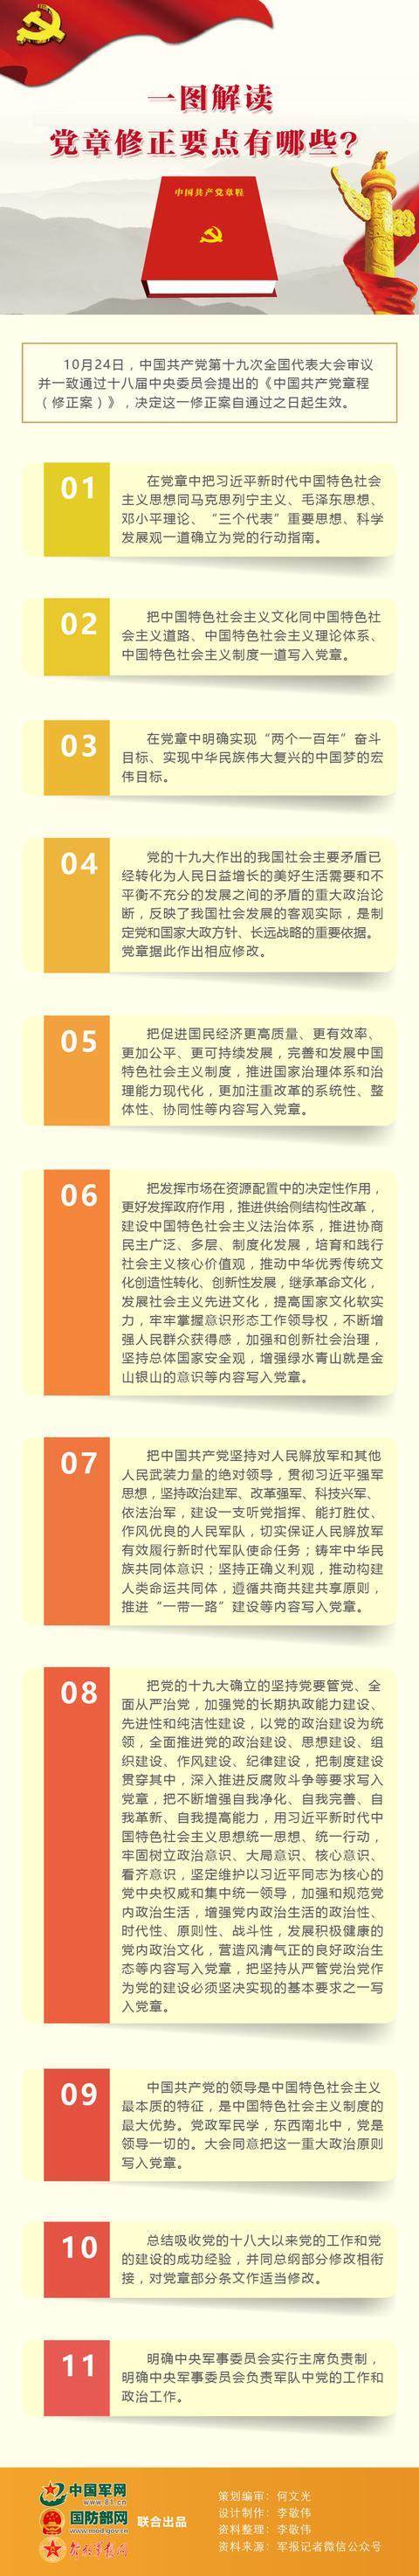 一图解读
党章修正要点有哪些？
中国共产党章程
10月24日，中国共产党第十九次全国代表大会审议
并一致通过十八届中央委员会提出的《中国共产党章程
（修正案）》，决定这一修正案自通过之日起生效。
01
在党章中把习近平新时代中国特色社会
主义思想同马克思列宁主义、毛泽东思想、
邓小平理论、“三个代表”重要思想、科学
发展观一道确立为党的行动指南。
02
把中国特色社会主义文化同中国特色社
会主义道路、中国特色社会主义理论体系、
中国特色社会主义制度一道写入党章。
03
在党章中明确实现“两个一百年”奋斗
目标、实现中华民族伟大复兴的中国梦的宏
伟目标。
04
党的十九大作出的我国社会主要矛盾已
经转化为人民日益增长的美好生活需要和不
平衡不充分的发展之间的矛盾的重大政治论
断，反映了我国社会发展的客观实际，是制
定党和国家大政方针、长远战略的重要依据。
党章据此作出相应修改。
05
把促进国民经济更高质量、更有效率、
更加公平、更可持续发展，完善和发展中国
特色社会主义制度，推进国家治理体系和治
理能力现代化，更加注重改革的系统性、整
体性、协同性等内容写入党章。
06
把发挥市场在资源配置中的决定性作用，
更好发挥政府作用，推进供给侧结构性改革，
建设中国特色社会主义法治体系，推进协商
民主广泛、多层、制度化发展，培育和践行
社会主义核心价值观，推动中华优秀传统文
化创造性转化、创新性发展，继承革命文化，
发展社会主义先进文化，提高国家文化软实
力，牢牢掌握意识形态工作领导权，不断增
强人民群众获得感，加强和创新社会治理，
坚持总体国家安全观，增强绿水青山就是金
山银山的意识等内容写入党章。
07
把中国共产党坚持对人民解放军和其他
人民武装力量的绝对领导，贯彻习近平强军
思想，坚持政治建军、改革强军、科技兴军、
依法治军，建设一支听党指挥、能打胜仗、
作风优良的人民军队，切实保证人民解放军
有效履行新时代军队使命任务；铸牢中华民
族共同体意识；坚持正确义利观，推动构建
人类命运共同体，遵循共商共建共享原则，
推进“一带一路”建设等内容写入党章。
08
把党的十九大确立的坚持党要管党、全
面从严治党，加强党的长期执政能力建设、
先进性和纯洁性建设，以党的政治建设为统
领，全面推进党的政治建设、思想建设、组
织建设、作风建设、纪律建设，把制度建设
贯穿其中，深入推进反腐败斗争等要求写入
党章，把不断增强自我净化、自我完善、自
我革新、自我提高能力，用习近平新时代中
国特色社会主义思想统一思想、统一行动，
牢固树立政治意识、大局意识、核心意识、
看齐意识，坚定维护以习近平同志为核心的
党中央权威和集中统一领导，加强和规范党
内政治生活，增强党内政治生活的政治性、
时代性、原则性、战斗性，发展积极健康的
党内政治文化，营造风清气正的良好政治生
态等内容写入党章，把坚持从严管党治党作
为党的建设必须坚决实现的基本要求之一写
入党章。
09
中国共产党的领导是中国特色社会主义
最本质的特征，是中国特色社会主义制度的
最大优势。党政军民学，东西南北中，党是
领导一切的。大会同意把这一重大政治原则
写入党章。
10
总结吸收党的十八大以来党的工作和党
的建设的成功经验，并同总纲部分修改相衔
接，对党章部分条文作适当修改。
11
明确中央军事委员会实行主席负责制，
明确中央军事委员会负责军队中党的工作和
政治工作。
中国军网
www.81.cn
国防部网
www.mod.gov.cn
解放军报网
联合出品
策划编审：何文光
设计制作：李敬伟
资料整理：李敬伟
资料来源：军报记者微信公众号